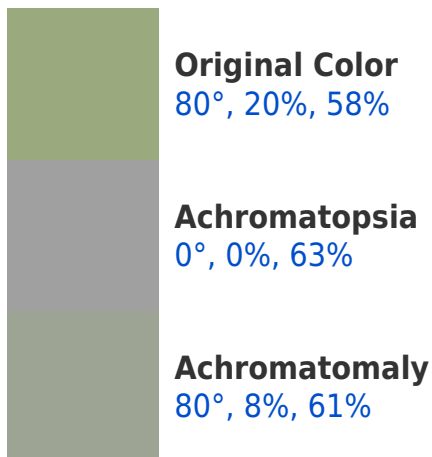 Original Color
80°, 20%, 58%
Achromatopsia
0°, 0%, 63%
Achromatomaly
80°, 8%, 61%